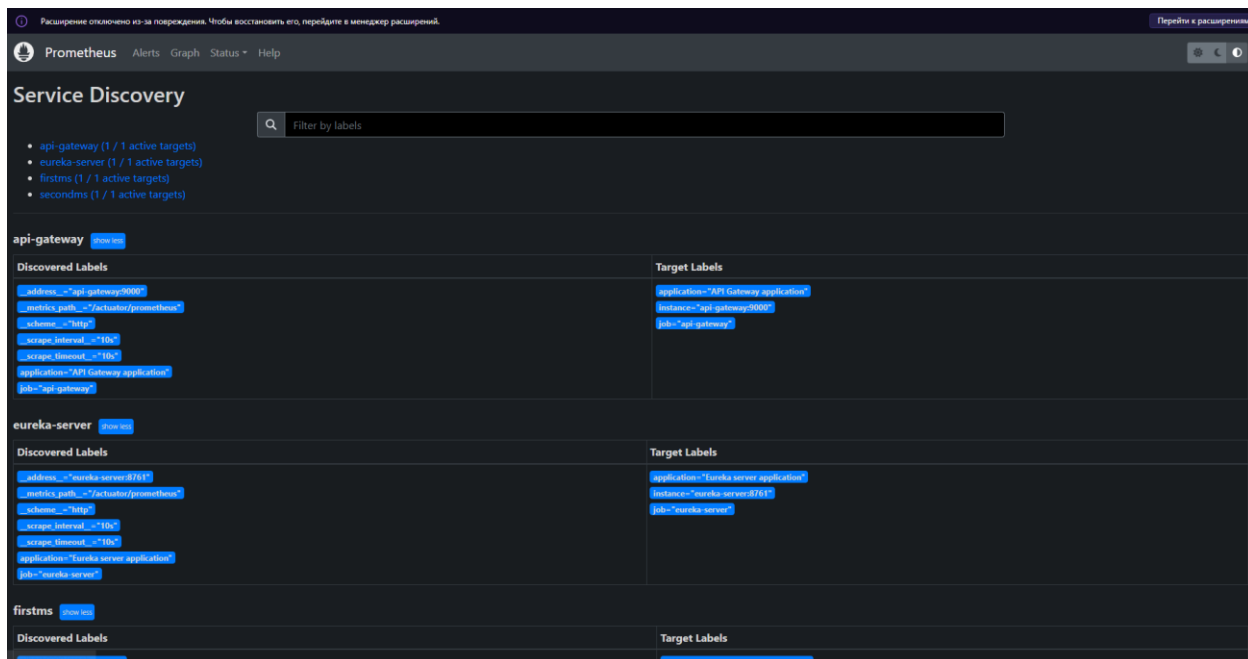 Расширение отключено из-за повреждения. Чтобы восстановить его, перейдите в менеджер расширений. Перейти к расширениям
Prometheus Alerts Graph Status Help
Service Discovery
Filter by labels
api-gateway (1 / 1 active targets)
eureka-server (1 / 1 active targets)
firstms (1 / 1 active targets)
secondms (1 / 1 active targets)
api-gateway show less
Discovered Labels Target Labels
__address__="api-gateway:9000" application="API Gateway application"
__metrics_path__="/actuator/prometheus" instance="api-gateway:9000"
__scheme__="http" job="api-gateway"
__scrape_interval__="10s"
__scrape_timeout__="10s"
application="API Gateway application"
job="api-gateway"
eureka-server show less
Discovered Labels Target Labels
__address__="eureka-server:8761" application="Eureka server application"
__metrics_path__="/actuator/prometheus" instance="eureka-server:8761"
__scheme__="http" job="eureka-server"
__scrape_interval__="10s"
__scrape_timeout__="10s"
application="Eureka server application"
job="eureka-server"
firstms show less
Discovered Labels Target Labels